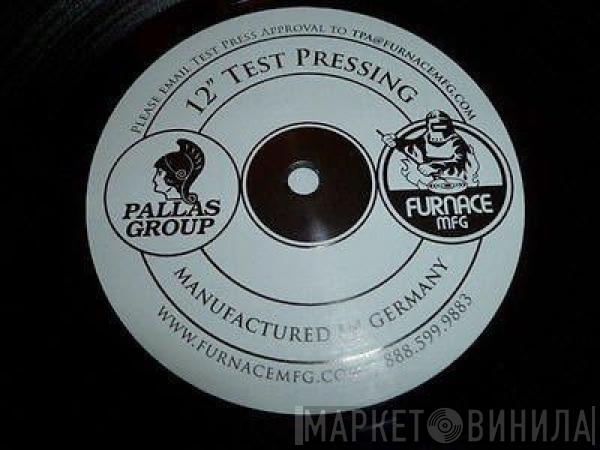 Please email Test Press Approval to tpa@furnacemfg.com
12" Test Pressing
PALLAS
GROUP
FURNACE
MFG
Manufactured in Germany
www.furnacemfg.com
888.599.9883
МАРКЕТ ВИНИЛА